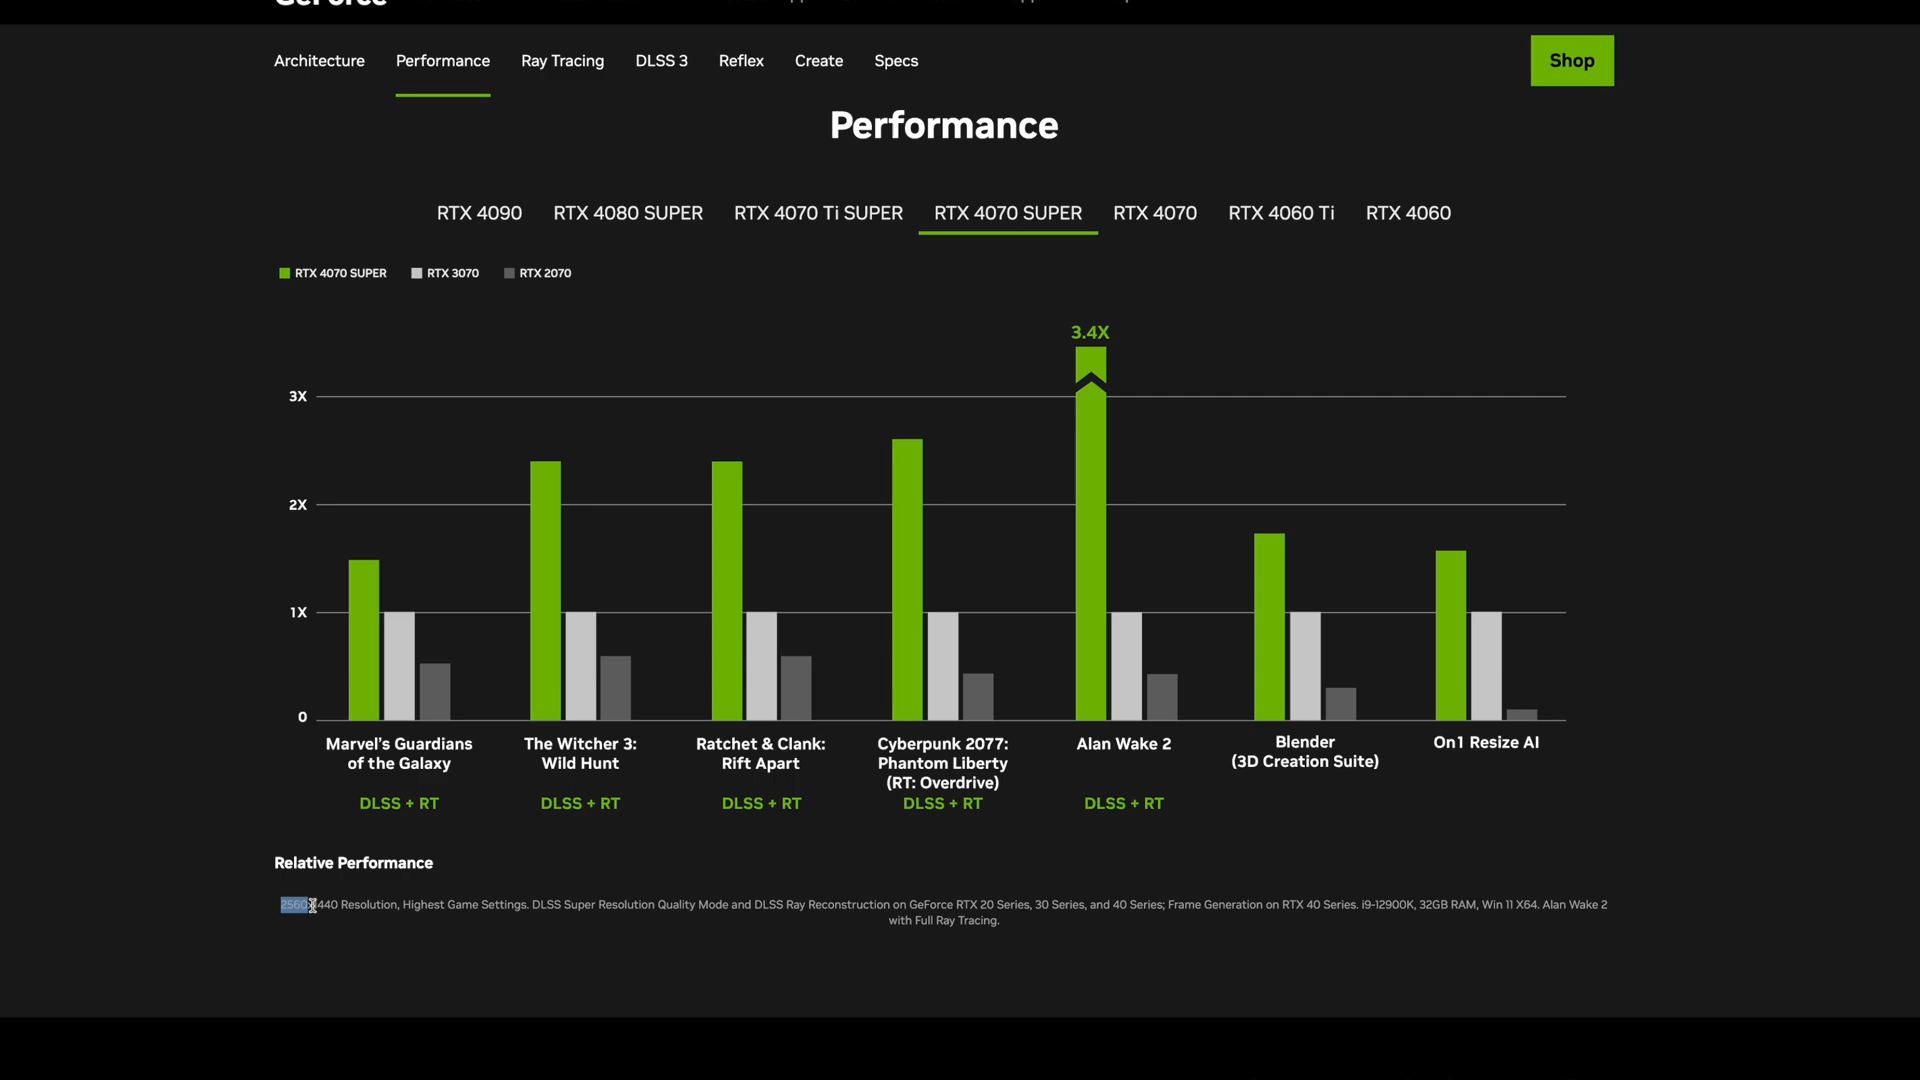 GeForce
Architecture Performance Ray Tracing DLSS 3 Reflex Create Specs Shop
Performance
RTX 4090 RTX 4080 SUPER RTX 4070 Ti SUPER RTX 4070 SUPER RTX 4070 RTX 4060 Ti RTX 4060
RTX 4070 SUPER RTX 3070 RTX 2070
3.4X
3X
2X
1X
0
Marvel's Guardians
of the Galaxy
DLSS + RT
The Witcher 3:
Wild Hunt
DLSS + RT
Ratchet & Clank:
Rift Apart
DLSS + RT
Cyberpunk 2077:
Phantom Liberty
(RT: Overdrive)
DLSS + RT
Alan Wake 2
DLSS + RT
Blender
(3D Creation Suite)
On1 Resize AI
Relative Performance
2560x1440 Resolution, Highest Game Settings. DLSS Super Resolution Quality Mode and DLSS Ray Reconstruction on GeForce RTX 20 Series, 30 Series, and 40 Series; Frame Generation on RTX 40 Series. i9-12900K, 32GB RAM, Win 11 X64. Alan Wake 2
with Full Ray Tracing.